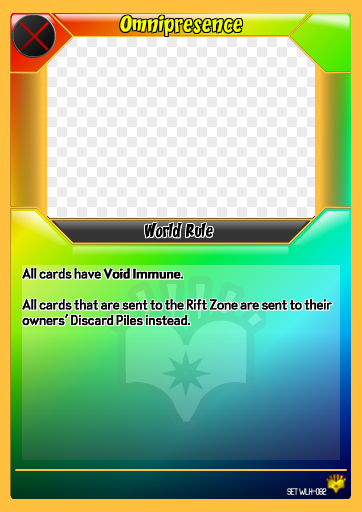 Omnipresence
World Rule
All cards have Void Immune.
All cards that are sent to the Rift Zone are sent to their
owners' Discard Piles instead.
SET WLH-082